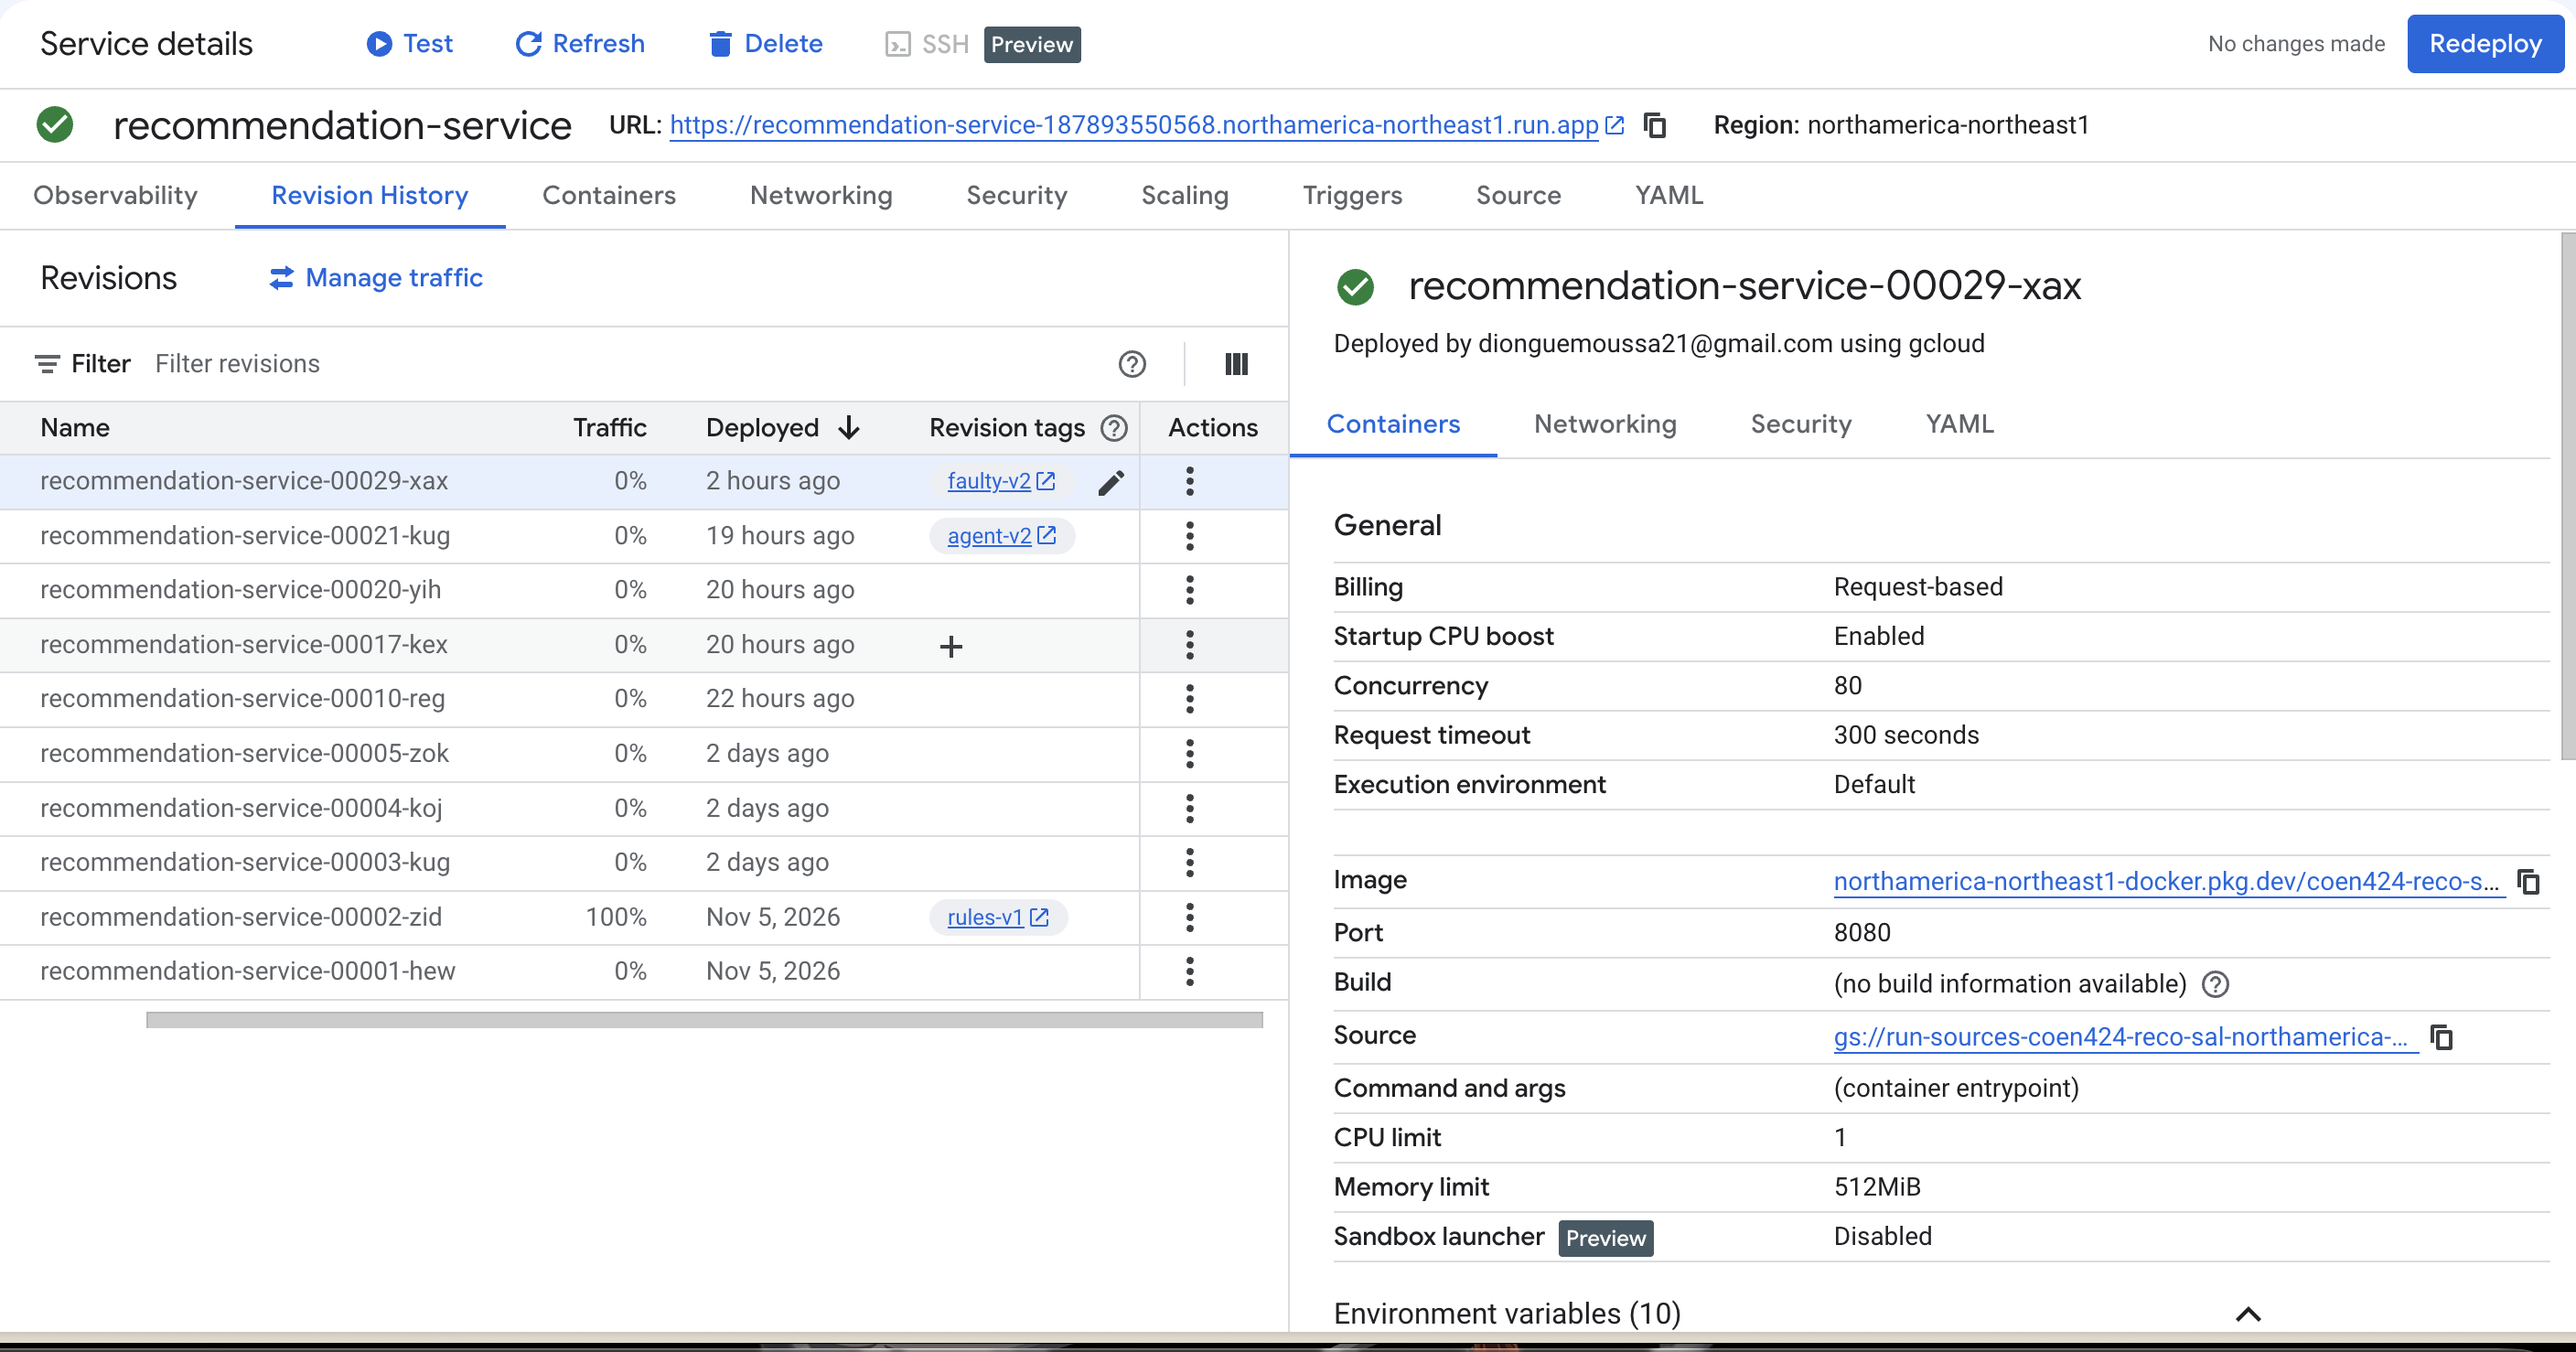 Service details Test Refresh Delete SSH Preview No changes made Redeploy
recommendation-service URL: https://recommendation-service-187893550568.northamerica-northeast1.run.app Region: northamerica-northeast1
Observability Revision History Containers Networking Security Scaling Triggers Source YAML
Revisions Manage traffic
Filter Filter revisions
Name Traffic Deployed Revision tags Actions
recommendation-service-00029-xax 0% 2 hours ago faulty-v2
recommendation-service-00021-kug 0% 19 hours ago agent-v2
recommendation-service-00020-yih 0% 20 hours ago
recommendation-service-00017-kex 0% 20 hours ago
recommendation-service-00010-reg 0% 22 hours ago
recommendation-service-00005-zok 0% 2 days ago
recommendation-service-00004-koj 0% 2 days ago
recommendation-service-00003-kug 0% 2 days ago
recommendation-service-00002-zid 100% Nov 5, 2026 rules-v1
recommendation-service-00001-hew 0% Nov 5, 2026
recommendation-service-00029-xax
Deployed by dionguemoussa21@gmail.com using gcloud
Containers Networking Security YAML
General
Billing Request-based
Startup CPU boost Enabled
Concurrency 80
Request timeout 300 seconds
Execution environment Default
Image northamerica-northeast1-docker.pkg.dev/coen424-reco-s...
Port 8080
Build (no build information available)
Source gs://run-sources-coen424-reco-sal-northamerica-...
Command and args (container entrypoint)
CPU limit 1
Memory limit 512MiB
Sandbox launcher Preview Disabled
Environment variables (10)